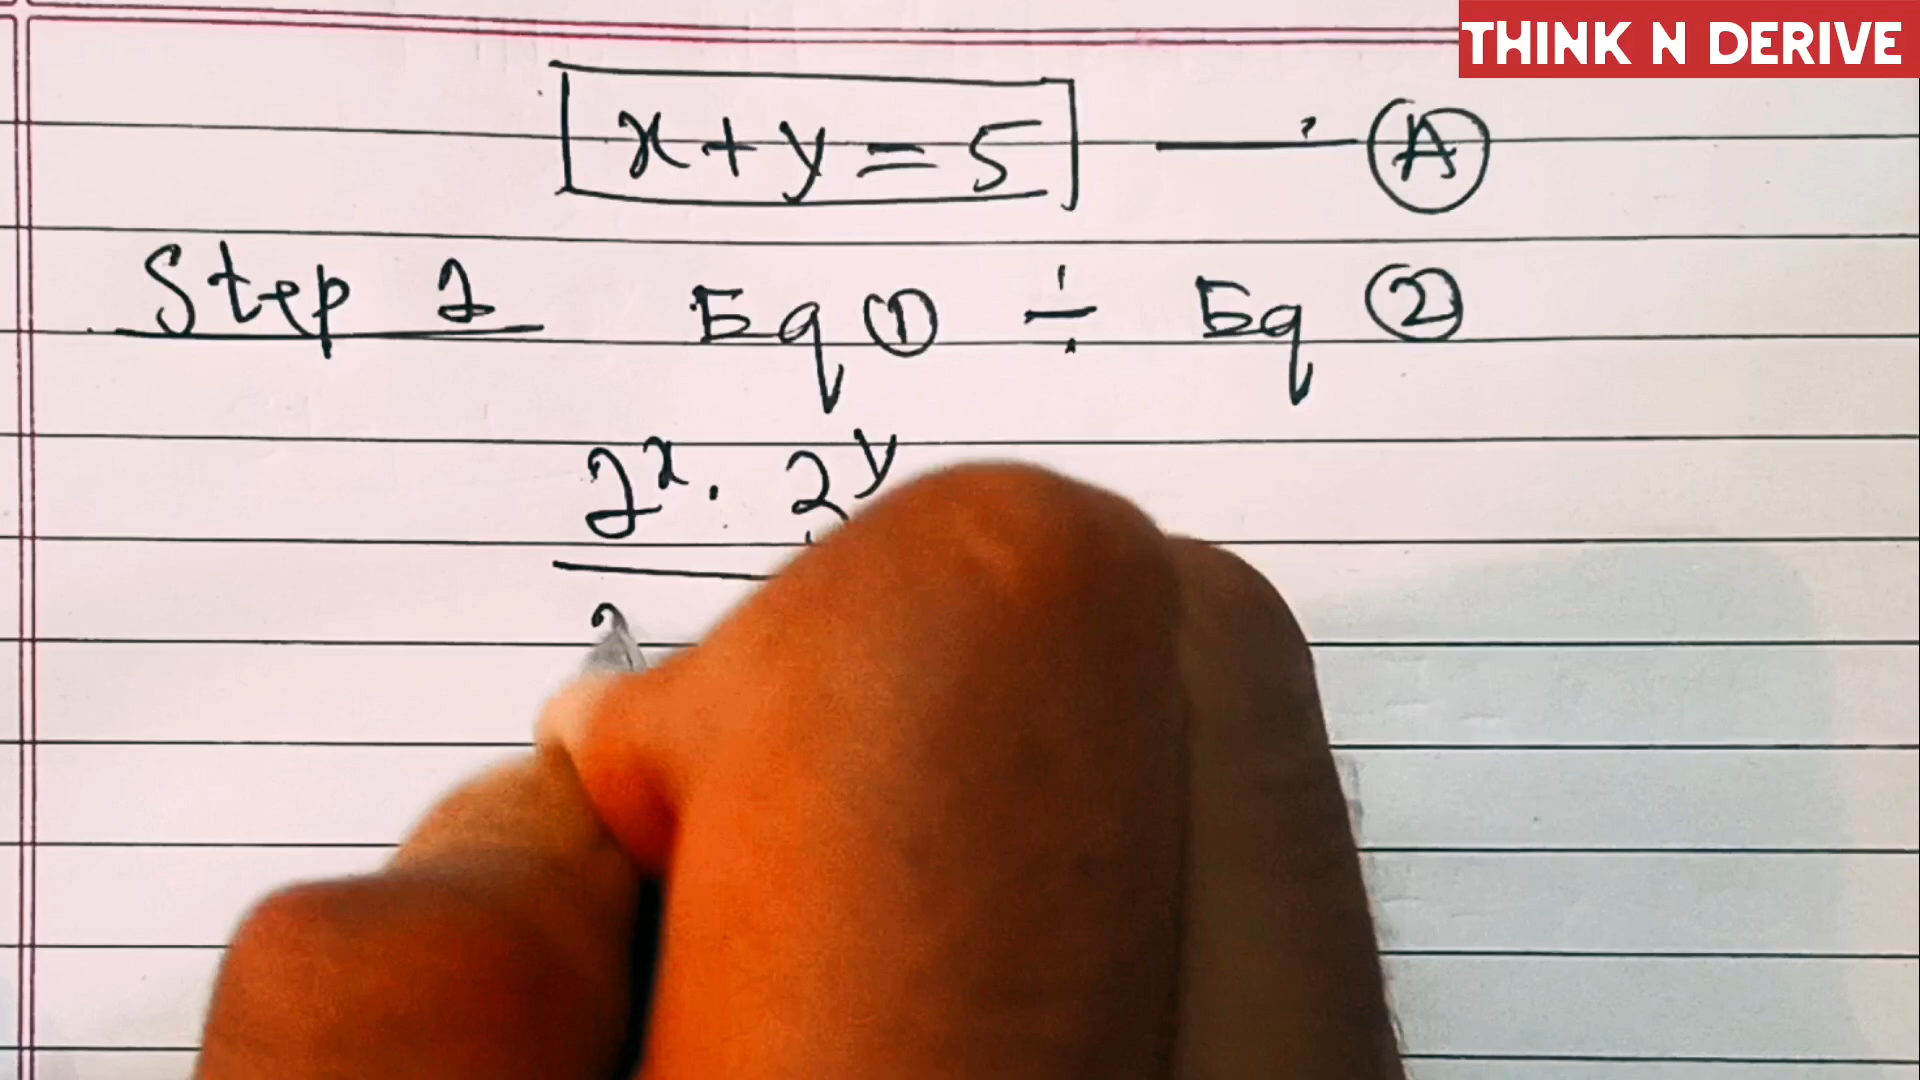 THINK N DERIVE
x + y = 5 — A
Step 2 Eq 1 ÷ Eq 2
2^x · 2^y